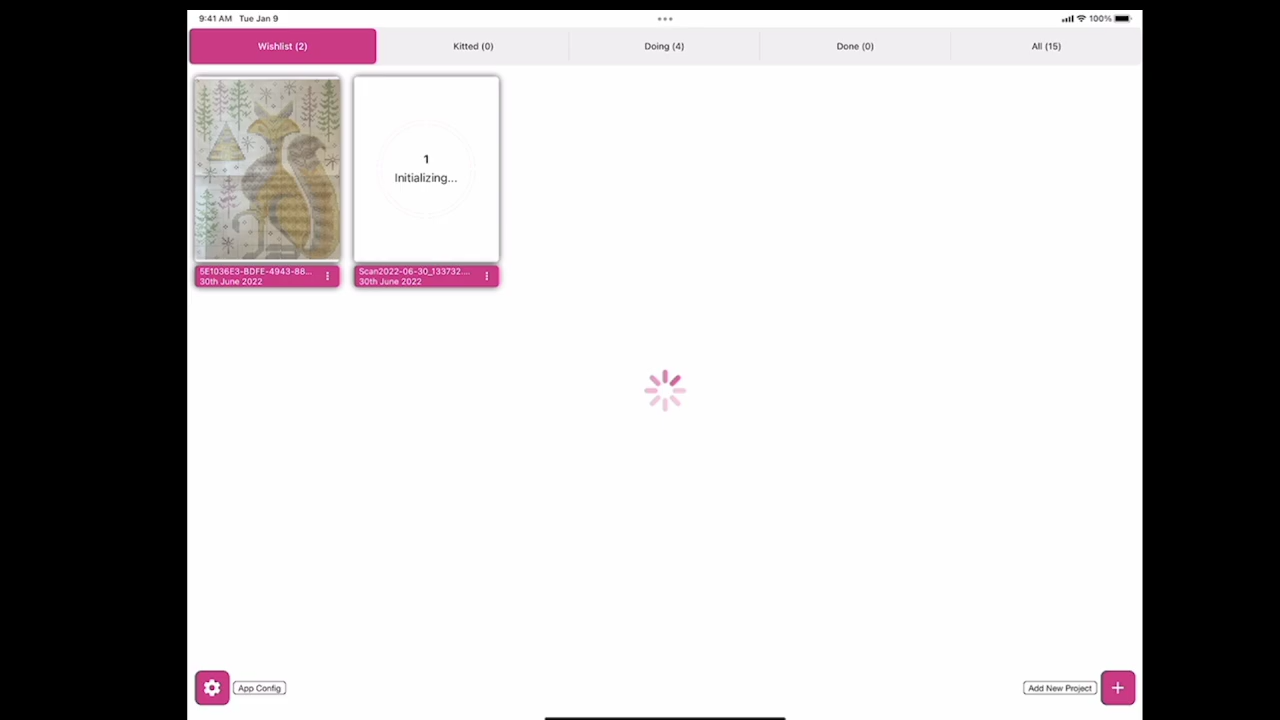 9:41 AM Tue Jan 9
100%
Wishlist (2)
Kitted (0)
Doing (4)
Done (0)
All (15)
1
Initializing...
5E1036E3-BDFE-4943-88...
30th June 2022
Scan2022-06-30_133732....
30th June 2022
App Config
Add New Project